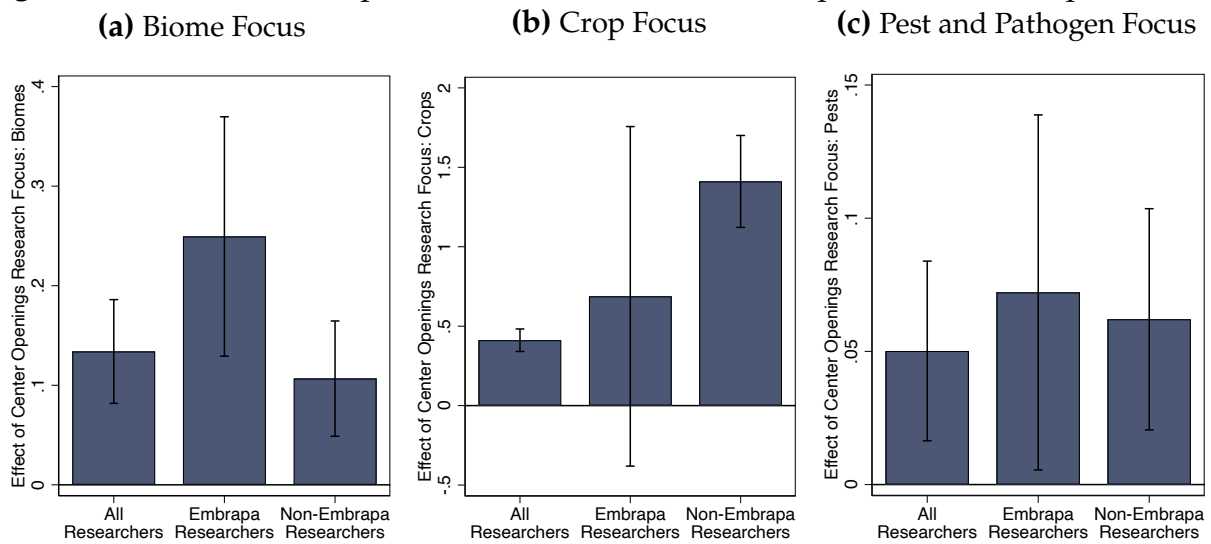 (a) Biome Focus
(b) Crop Focus
(c) Pest and Pathogen Focus
Effect of Center Openings Research Focus: Biomes
.4
.3
.2
.1
0
All
Researchers
Embrapa
Researchers
Non-Embrapa
Researchers
Effect of Center Openings Research Focus: Crops
2
1.5
1
.5
0
-.5
All
Researchers
Embrapa
Researchers
Non-Embrapa
Researchers
Effect of Center Openings Research Focus: Pests
.15
.1
.05
0
All
Researchers
Embrapa
Researchers
Non-Embrapa
Researchers